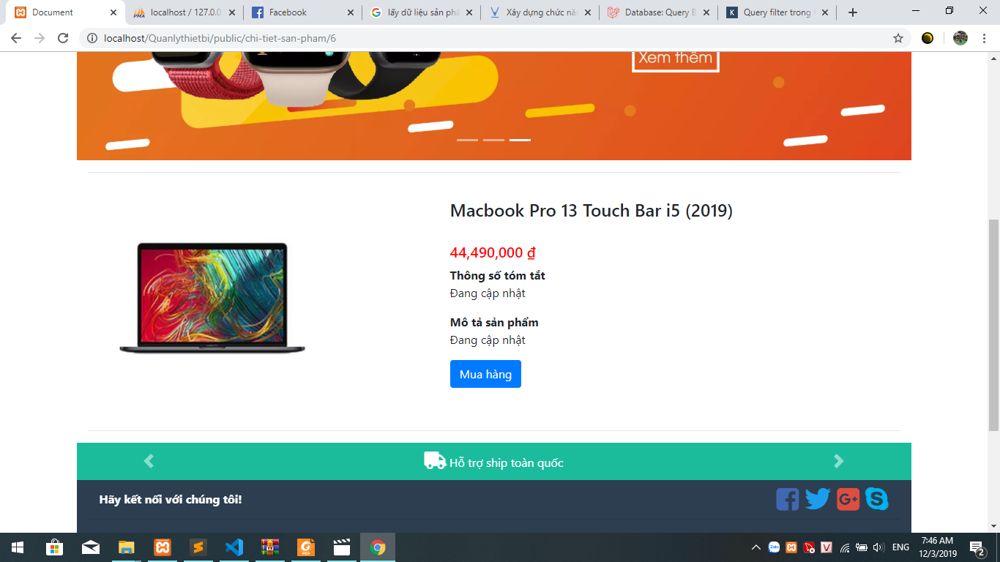 Document
localhost / 127.0.0.
Facebook
lấy dữ liệu sản phẩ
Xây dựng chức năn
Database: Query B
Query filter trong
localhost/Quanlythietbi/public/chi-tiet-san-pham/6
Xem thêm
Macbook Pro 13 Touch Bar i5 (2019)
44,490,000 ₫
Thông số tóm tắt
Đang cập nhật
Mô tả sản phẩm
Đang cập nhật
Mua hàng
Hỗ trợ ship toàn quốc
Hãy kết nối với chúng tôi!
ENG
7:46 AM
12/3/2019
2